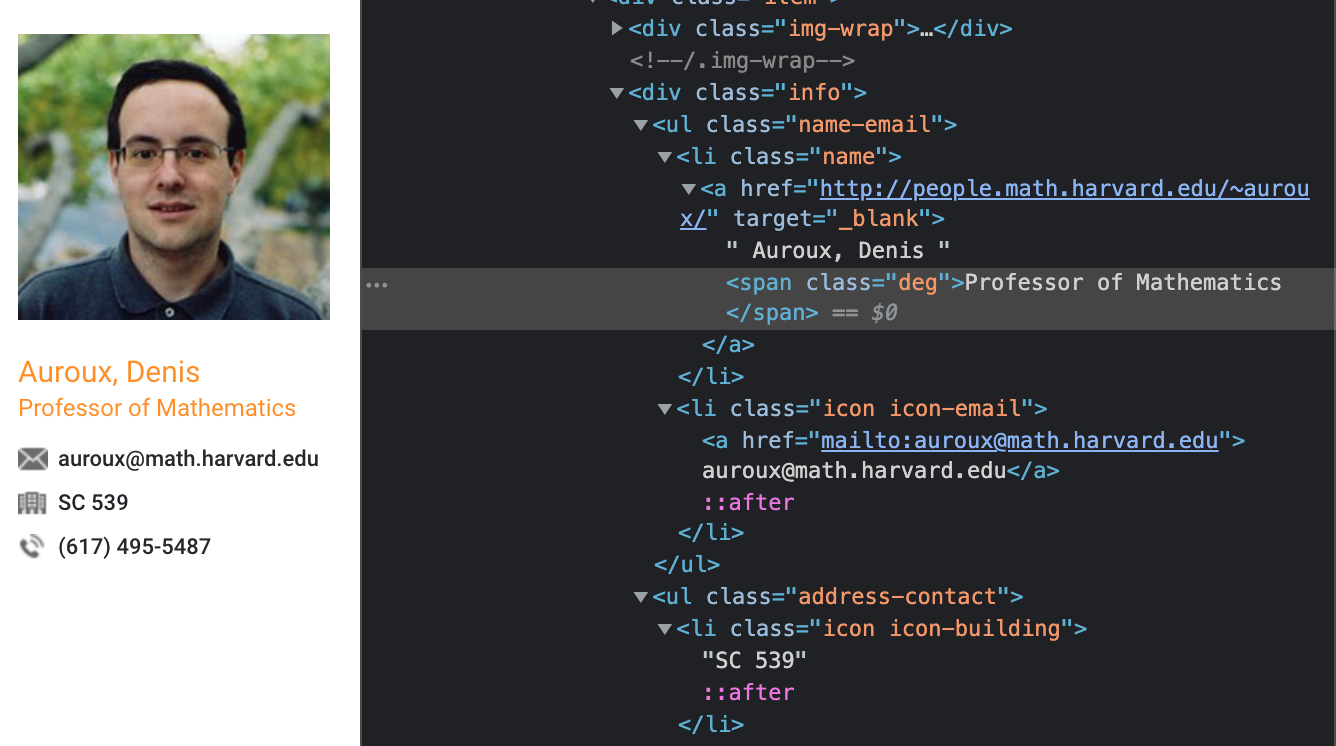 Auroux, Denis
Professor of Mathematics
auroux@math.harvard.edu
SC 539
(617) 495-5487
<div class="item">
<div class="img-wrap">…</div>
<!--/.img-wrap-->
<div class="info">
<ul class="name-email">
<li class="name">
<a href="http://people.math.harvard.edu/~aurou
x/" target="_blank">
" Auroux, Denis "
<span class="deg">Professor of Mathematics
</span> == $0
</a>
</li>
<li class="icon icon-email">
<a href="mailto:auroux@math.harvard.edu">
auroux@math.harvard.edu</a>
::after
</li>
</ul>
<ul class="address-contact">
<li class="icon icon-building">
"SC 539"
::after
</li>